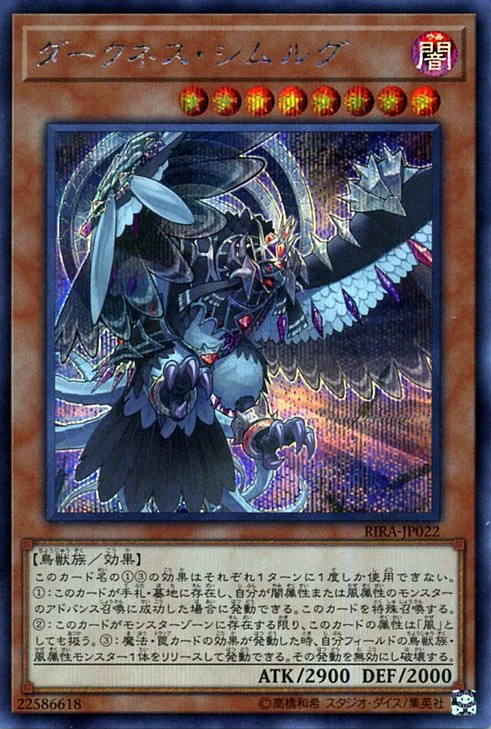 ダークネス・シムルグ
闇
RIRA-JP022
【鳥獣族／効果】
このカード名の①③の効果はそれぞれ１ターンに１度しか使用できない。
①：このカードが手札・墓地に存在し、自分が闇属性または風属性のモンスター
のアドバンス召喚に成功した場合に発動できる。このカードを特殊召喚する。
②：このカードがモンスターゾーンに存在する限り、このカードの属性は「風」と
しても扱う。③：魔法・罠カードの効果が発動した時、自分フィールドの鳥獣族・
風属性モンスター１体をリリースして発動できる。その発動を無効にし破壊する。
ATK/2900 DEF/2000
22586618
©高橋和希 スタジオ・ダイス/集英社